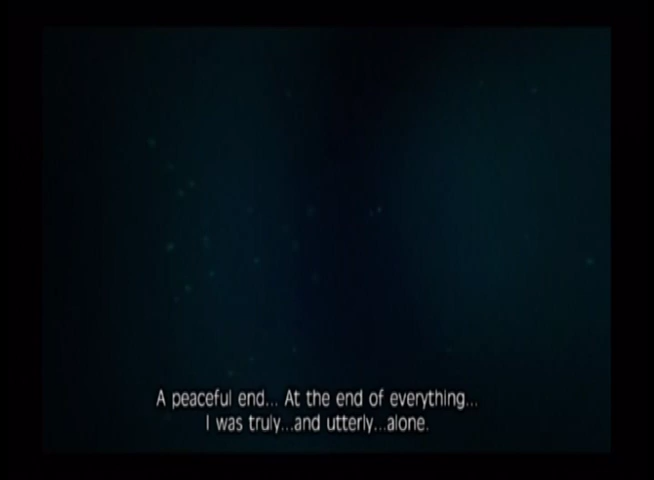 A peaceful end... At the end of everything...
I was truly...and utterly...alone.